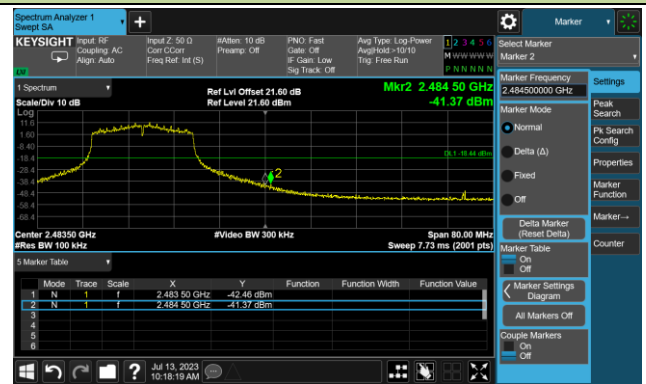 Spectrum Analyzer 1
Swept SA
+
Marker
KEYSIGHT
Input: RF
Coupling: AC
Align: Auto
Input Z: 50 Ω
Corr CCorr
Freq Ref: Int (S)
#Atten: 10 dB
Preamp: Off
PNO: Fast
Gate: Off
IF Gain: Low
Sig Track: Off
Avg Type: Log-Power
Avg|Hold:>10/10
Trig: Free Run
1 2 3 4 5 6
M W W W W W
P N N N N N
Select Marker
Marker 2
1 Spectrum
Scale/Div 10 dB
Ref Lvl Offset 21.60 dB
Ref Level 21.60 dBm
Mkr2 2.484 50 GHz
-41.37 dBm
Log
11.6
1.60
-8.40
-18.4
-28.4
-38.4
-48.4
-58.4
-68.4
DL1 -18.44 dBm
2
Center 2.48350 GHz
#Res BW 100 kHz
#Video BW 300 kHz
Span 80.00 MHz
Sweep 7.73 ms (2001 pts)
5 Marker Table
Mode Trace Scale X Y Function Function Width Function Value
1 N 1 f 2.483 50 GHz -42.46 dBm
2 N 1 f 2.484 50 GHz -41.37 dBm
3
4
5
6
Marker Frequency
2.484500000 GHz
Marker Mode
Normal
Delta (Δ)
Fixed
Off
Delta Marker
(Reset Delta)
Marker Table
On
Off
Marker Settings
Diagram
All Markers Off
Couple Markers
On
Off
Settings
Peak
Search
Pk Search
Config
Properties
Marker
Function
Marker→
Counter
?
Jul 13, 2023
10:18:19 AM